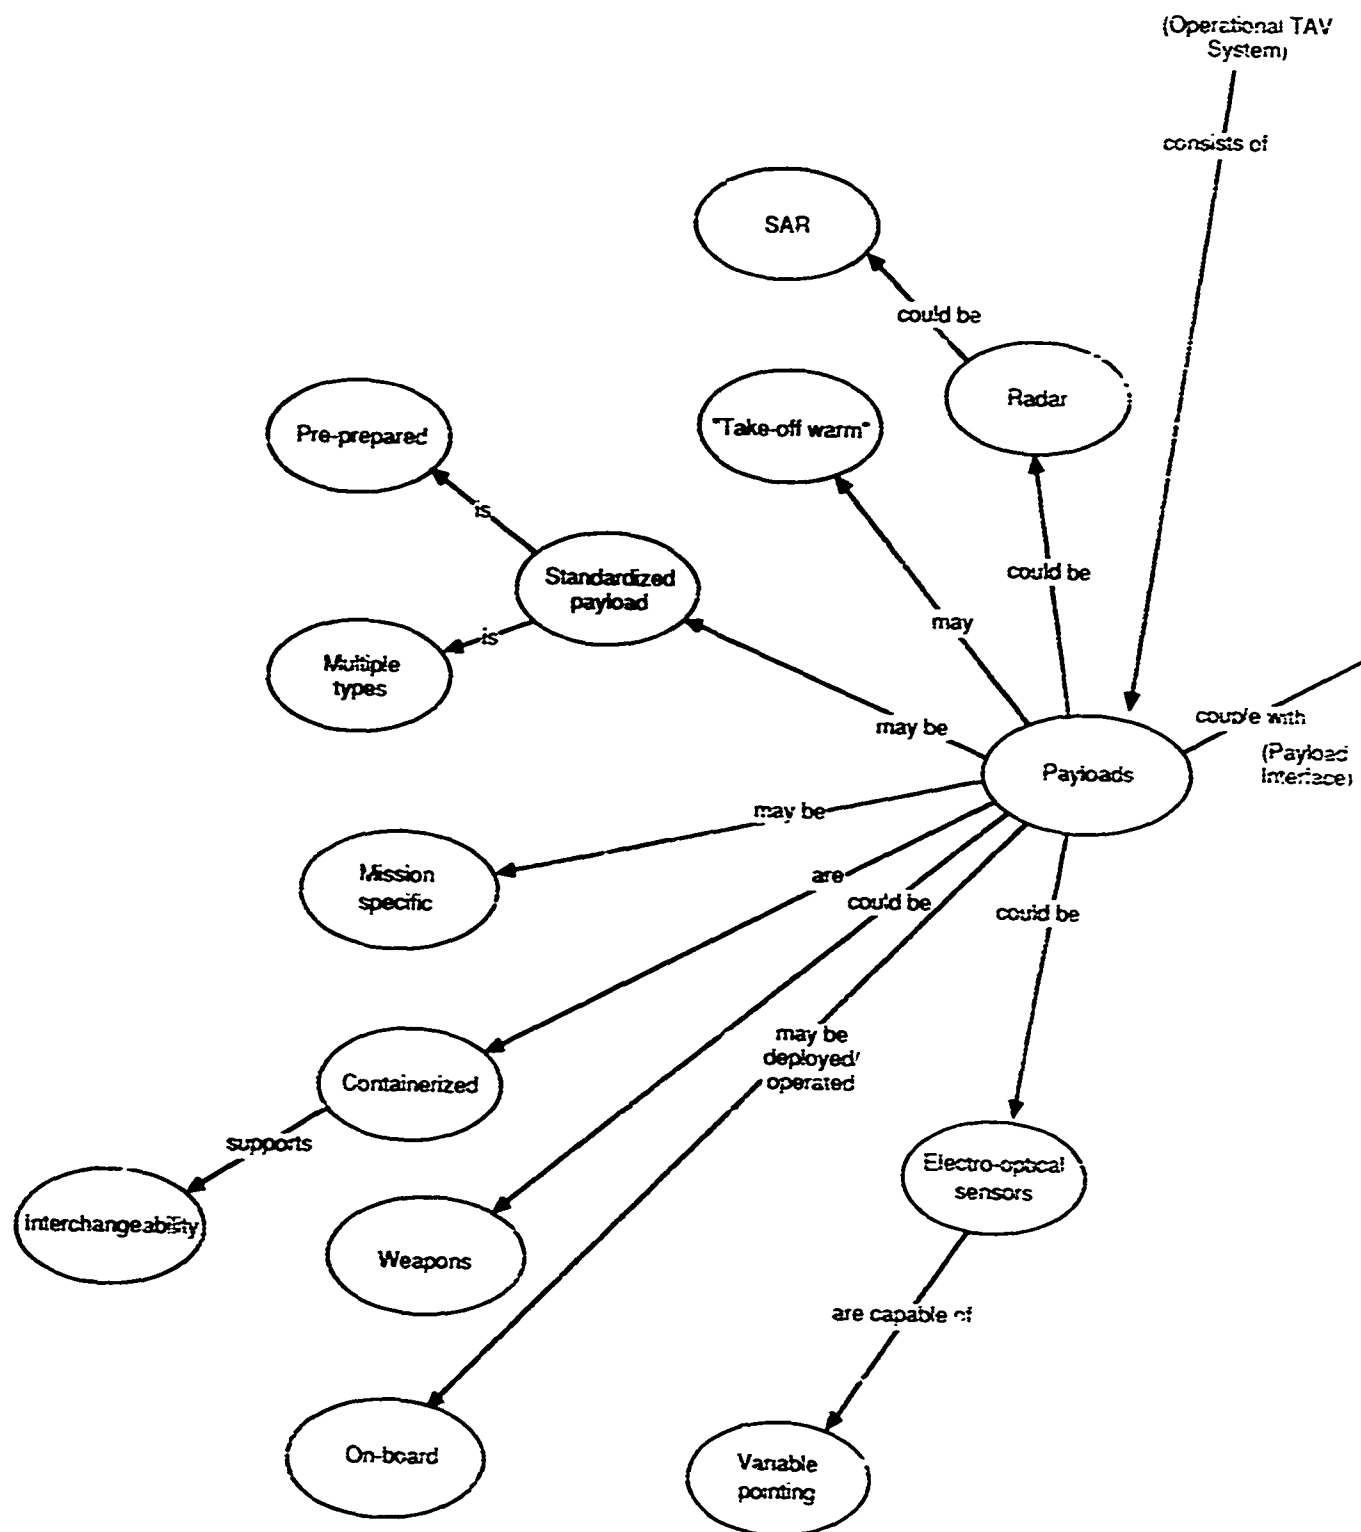 (Operational TAV
System)
consists of
SAR
could be
Radar
"Take-off warm"
Pre-prepared
is
Standardized
payload
could be
may
is
Multiple
types
may be
couple with
(Payload
Interface)
Payloads
may be
Mission
specific
are
could be
could be
may be
deployed/
operated
Containerized
supports
Electro-optical
sensors
Interchangeability
Weapons
are capable of
On-board
Variable
pointing